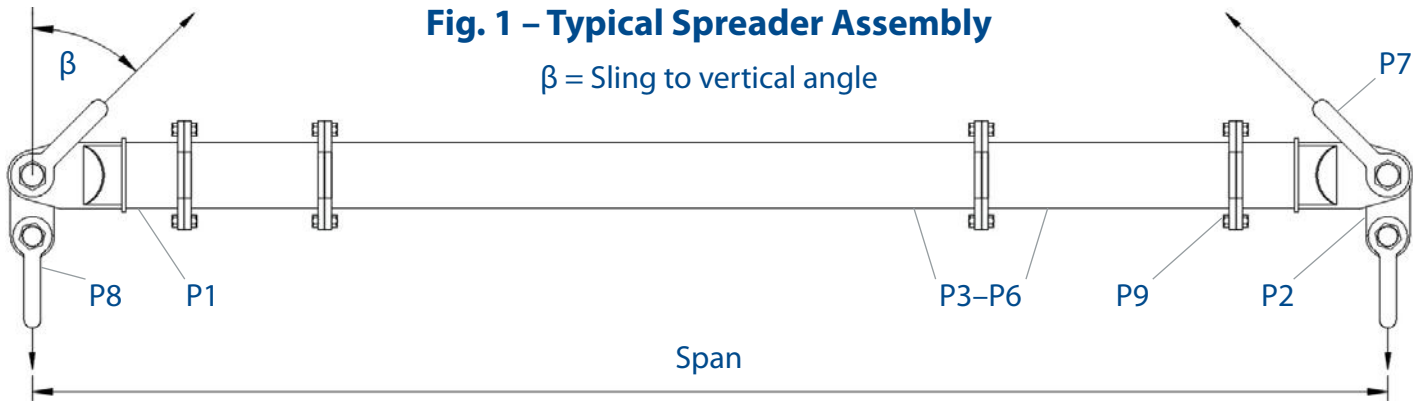 Fig. 1 – Typical Spreader Assembly
β
β = Sling to vertical angle
P7
P8
P1
P3–P6
P9
P2
Span